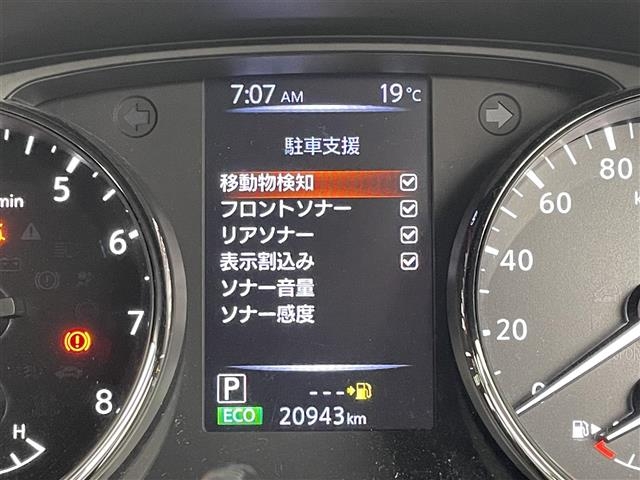 7:07 AM 19℃
駐車支援
移動物検知
フロントソナー
リアソナー
表示割込み
ソナー音量
ソナー感度
P ---
ECO 20943km
min
5
6
7
8
H
80
60
40
20
0